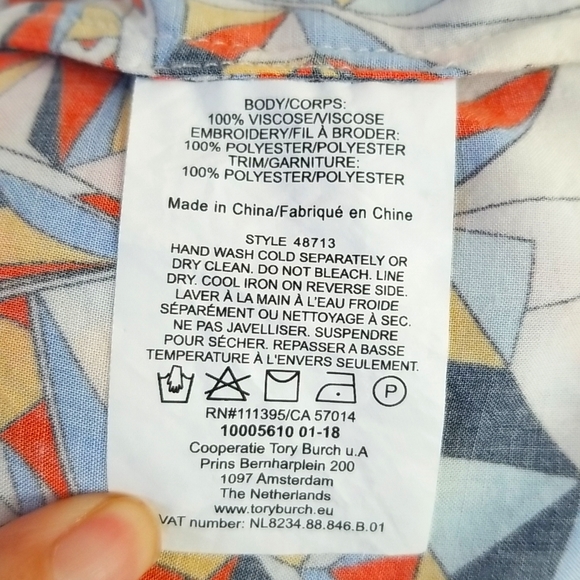 BODY/CORPS:
100% VISCOSE/VISCOSE
EMBROIDERY/FIL À BRODER:
100% POLYESTER/POLYESTER
TRIM/GARNITURE:
100% POLYESTER/POLYESTER
Made in China/Fabriqué en Chine
STYLE 48713
HAND WASH COLD SEPARATELY OR
DRY CLEAN. DO NOT BLEACH. LINE
DRY. COOL IRON ON REVERSE SIDE.
LAVER À LA MAIN À L'EAU FROIDE
SÉPARÉMENT OU NETTOYAGE À SEC.
NE PAS JAVELLISER. SUSPENDRE
POUR SÉCHER. REPASSER A BASSE
TEMPERATURE À L'ENVERS SEULEMENT.
P
RN#111395/CA 57014
10005610 01-18
Cooperatie Tory Burch u.A
Prins Bernharplein 200
1097 Amsterdam
The Netherlands
www.toryburch.eu
VAT number: NL8234.88.846.B.01